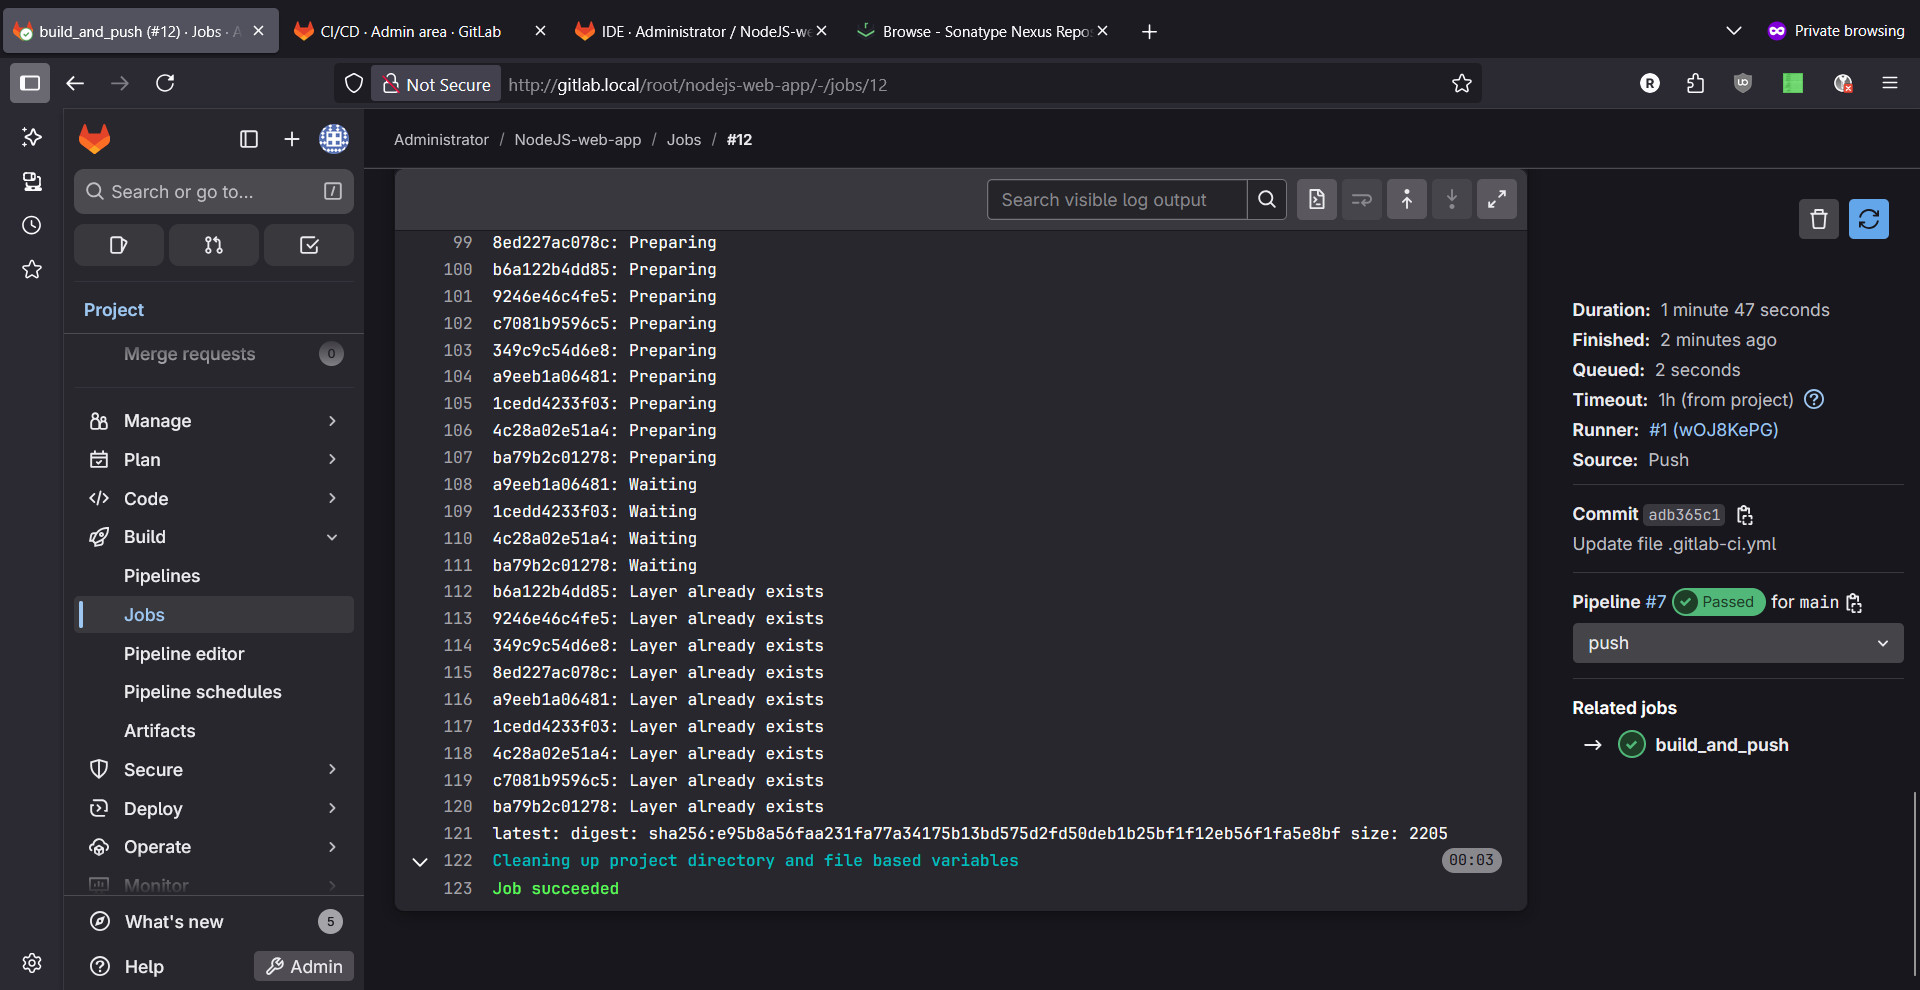 build_and_push (#12) · Jobs · A
CI/CD · Admin area · GitLab
IDE · Administrator / NodeJS-we
Browse - Sonatype Nexus Repos
Private browsing
Not Secure
http://gitlab.local/root/nodejs-web-app/-/jobs/12
Administrator / NodeJS-web-app / Jobs / #12
Search or go to...
/
Project
Merge requests 0
Manage
Plan
Code
Build
Pipelines
Jobs
Pipeline editor
Pipeline schedules
Artifacts
Secure
Deploy
Operate
Monitor
What's new 5
Help
Admin
Search visible log output
99 8ed227ac078c: Preparing
100 b6a122b4dd85: Preparing
101 9246e46c4fe5: Preparing
102 c7081b9596c5: Preparing
103 349c9c54d6e8: Preparing
104 a9eeb1a06481: Preparing
105 1cedd4233f03: Preparing
106 4c28a02e51a4: Preparing
107 ba79b2c01278: Preparing
108 a9eeb1a06481: Waiting
109 1cedd4233f03: Waiting
110 4c28a02e51a4: Waiting
111 ba79b2c01278: Waiting
112 b6a122b4dd85: Layer already exists
113 9246e46c4fe5: Layer already exists
114 349c9c54d6e8: Layer already exists
115 8ed227ac078c: Layer already exists
116 a9eeb1a06481: Layer already exists
117 1cedd4233f03: Layer already exists
118 4c28a02e51a4: Layer already exists
119 c7081b9596c5: Layer already exists
120 ba79b2c01278: Layer already exists
121 latest: digest: sha256:e95b8a56faa231fa77a34175b13bd575d2fd50deb1b25bf1f12eb56f1fa5e8bf size: 2205
122 Cleaning up project directory and file based variables 00:03
123 Job succeeded
Duration: 1 minute 47 seconds
Finished: 2 minutes ago
Queued: 2 seconds
Timeout: 1h (from project)
Runner: #1 (wOJ8KePG)
Source: Push
Commit adb365c1
Update file .gitlab-ci.yml
Pipeline #7 Passed for main
push
Related jobs
build_and_push